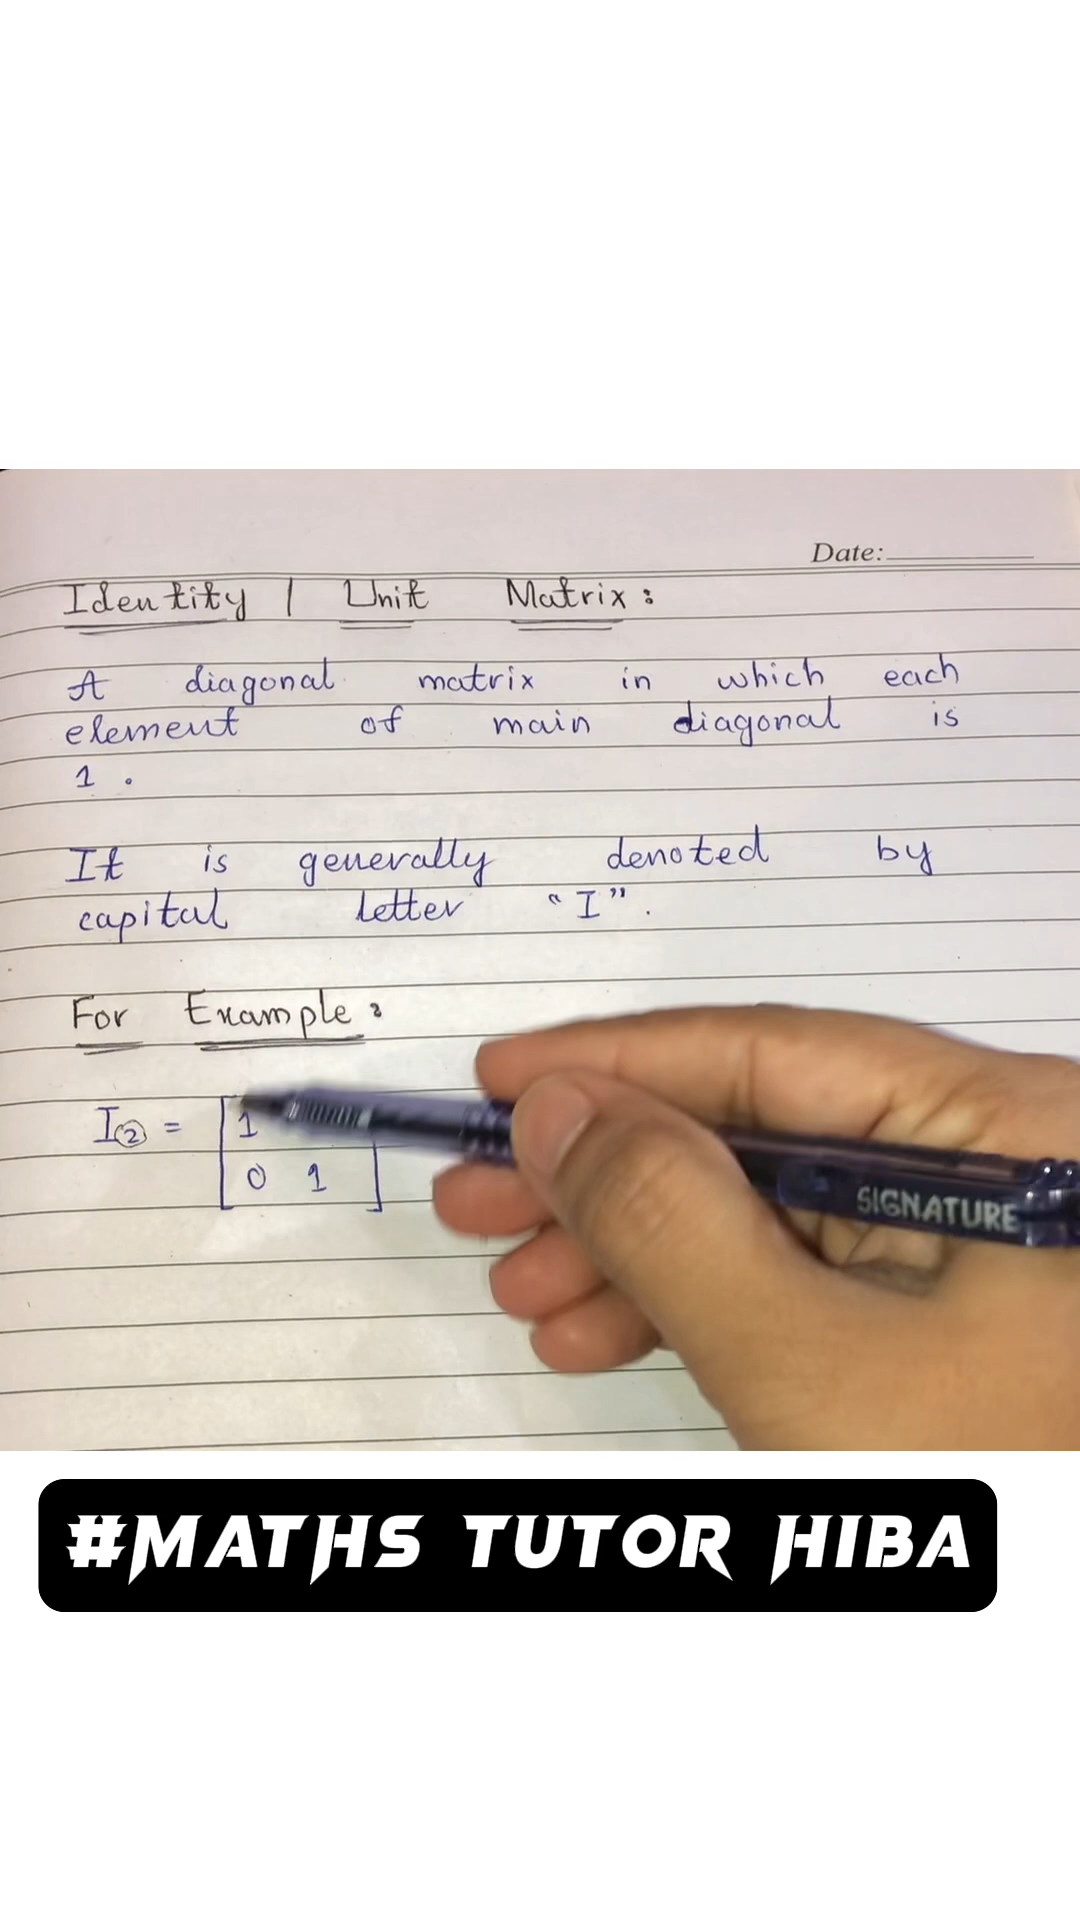 Date:
Identity / Unit Matrix:
A diagonal matrix in which each
element of main diagonal is
1.
It is generally denoted by
capital letter "I".
For Example:
I2 = [1
0 1]
SIGNATURE
#MATHS TUTOR HIBA